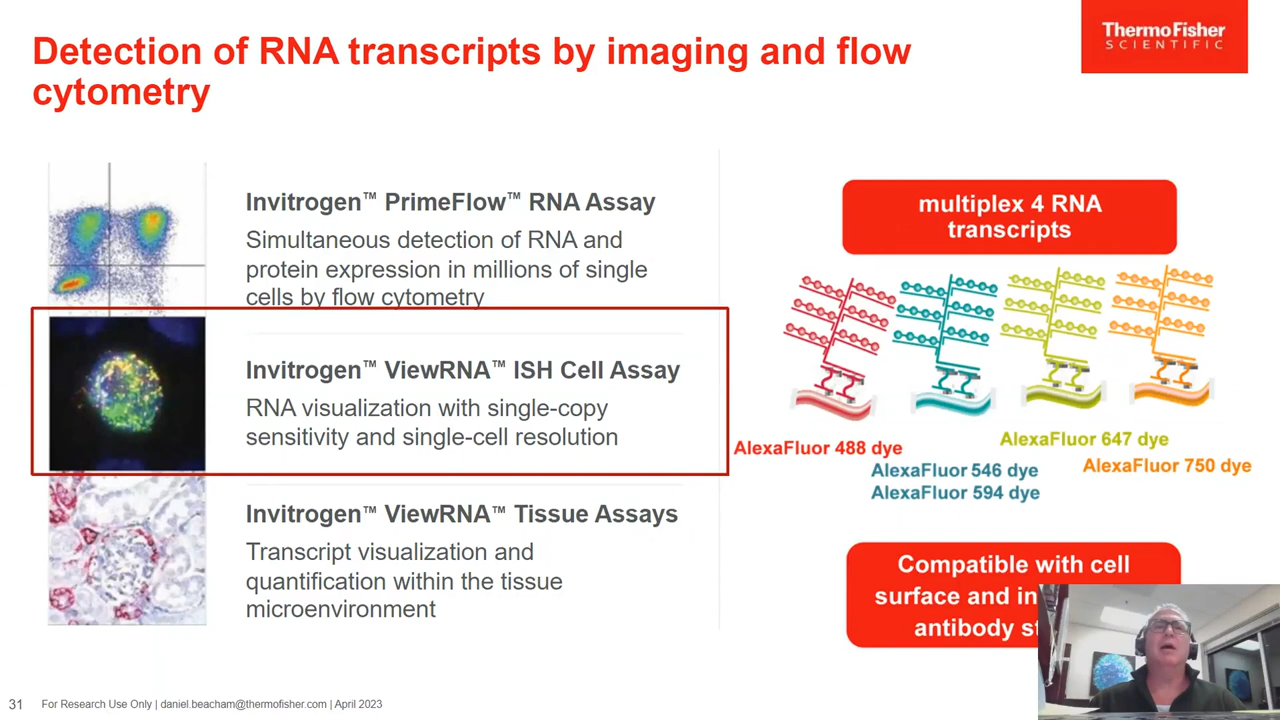 Detection of RNA transcripts by imaging and flow
cytometry
ThermoFisher
SCIENTIFIC
Invitrogen™ PrimeFlow™ RNA Assay
Simultaneous detection of RNA and
protein expression in millions of single
cells by flow cytometry
Invitrogen™ ViewRNA™ ISH Cell Assay
RNA visualization with single-copy
sensitivity and single-cell resolution
Invitrogen™ ViewRNA™ Tissue Assays
Transcript visualization and
quantification within the tissue
microenvironment
multiplex 4 RNA
transcripts
AlexaFluor 488 dye
AlexaFluor 546 dye
AlexaFluor 594 dye
AlexaFluor 647 dye
AlexaFluor 750 dye
Compatible with cell
surface and in
antibody st
31 For Research Use Only | daniel.beacham@thermofisher.com | April 2023